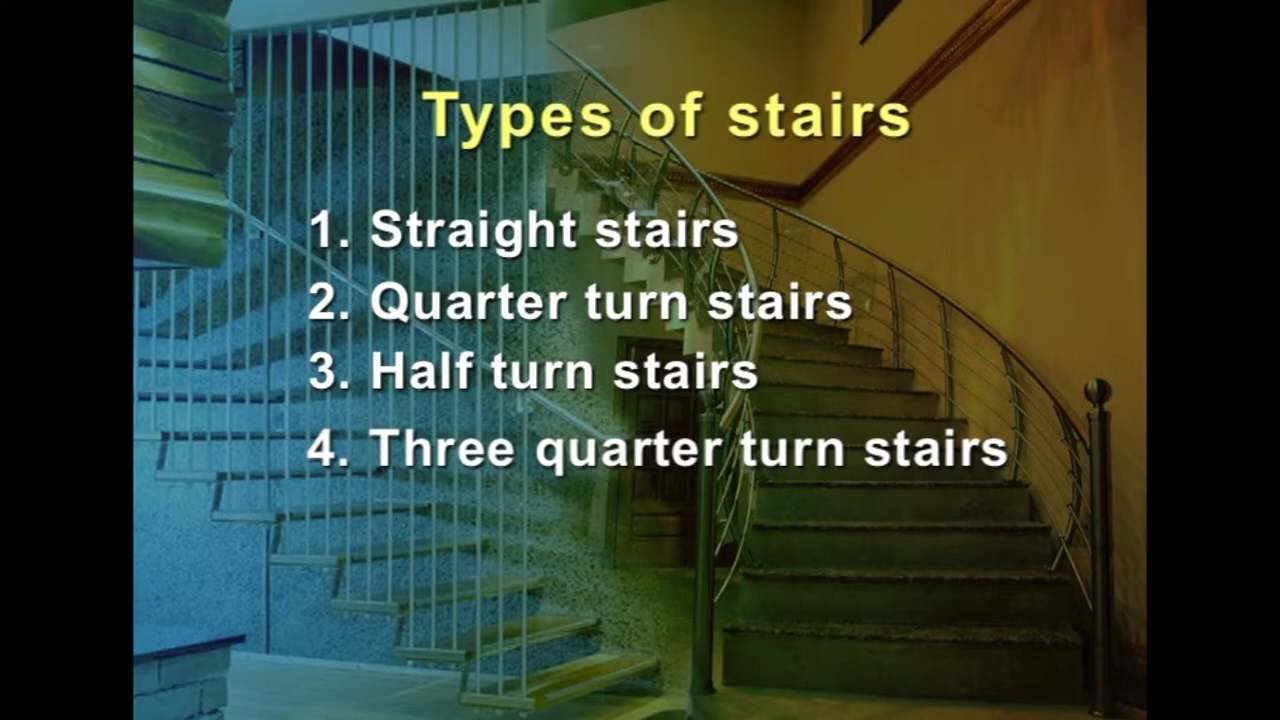 Types of stairs
1. Straight stairs
2. Quarter turn stairs
3. Half turn stairs
4. Three quarter turn stairs